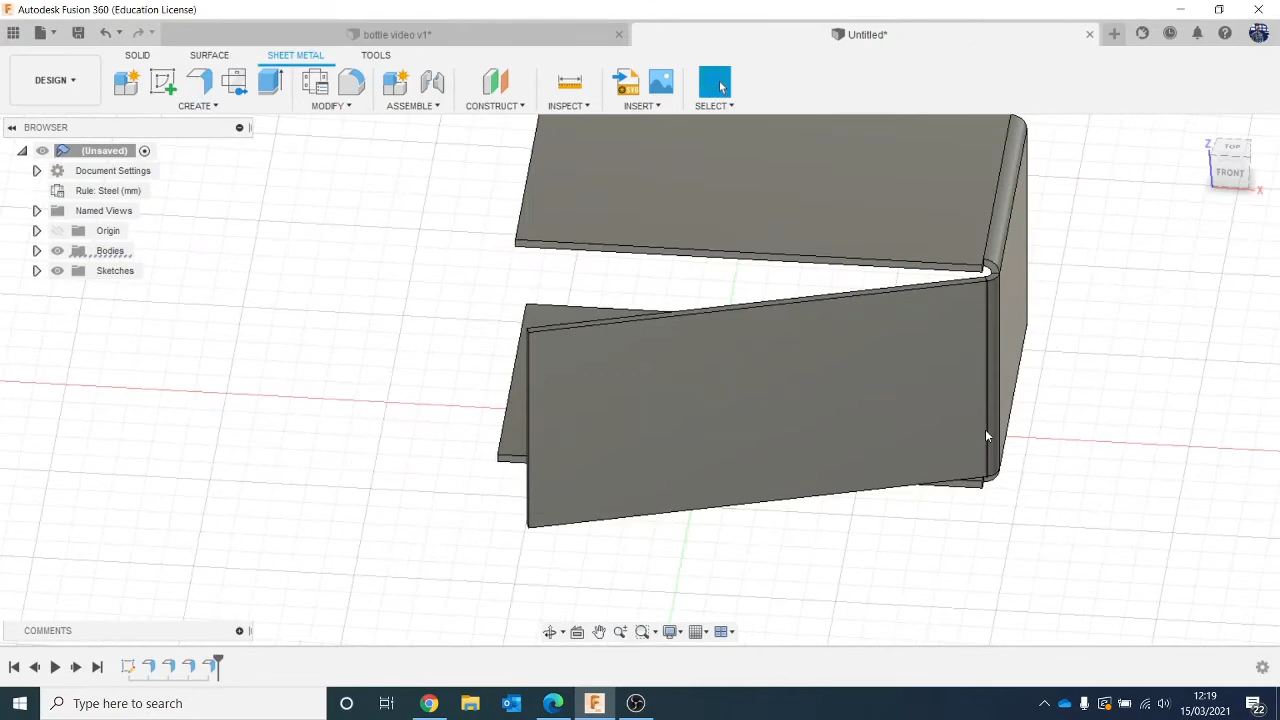 Autodesk Fusion 360 (Education License)
bottle video v1*
Untitled*
DESIGN
SOLID
SURFACE
SHEET METAL
TOOLS
CREATE
MODIFY
ASSEMBLE
CONSTRUCT
INSPECT
INSERT
SELECT
SVG
BROWSER
(Unsaved)
Document Settings
Rule: Steel (mm)
Named Views
Origin
Bodies
Sketches
Z
TOP
FRONT
X
COMMENTS
Type here to search
12:19
15/03/2021
22